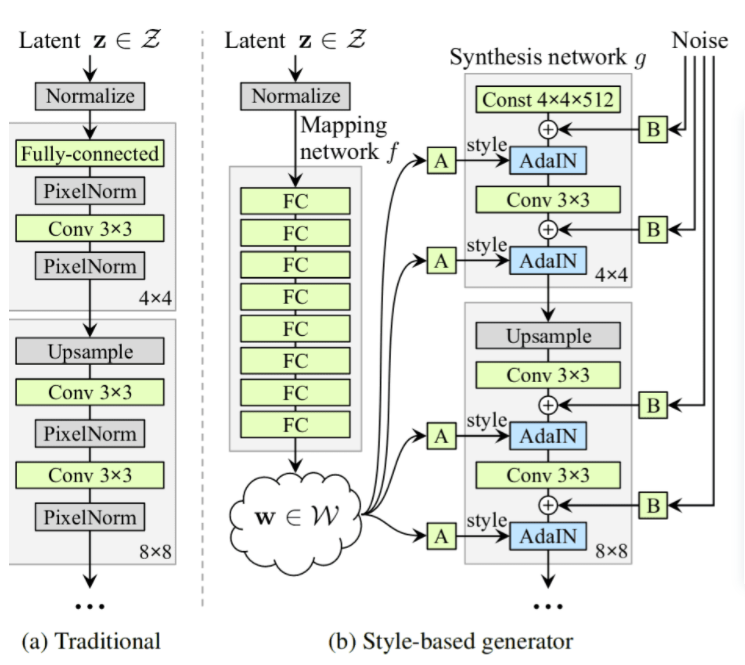 Latent z ∈ 𝒵
Normalize
Fully-connected
PixelNorm
Conv 3×3
PixelNorm
4×4
Upsample
Conv 3×3
PixelNorm
Conv 3×3
PixelNorm
8×8
...
(a) Traditional
Latent z ∈ 𝒵
Normalize
Mapping
network f
FC
FC
FC
FC
FC
FC
FC
FC
w ∈ 𝒲
Synthesis network g
Noise
Const 4×4×512
B
A
style
AdaIN
Conv 3×3
B
A
style
AdaIN
4×4
Upsample
Conv 3×3
B
A
style
AdaIN
Conv 3×3
B
A
style
AdaIN
8×8
...
(b) Style-based generator